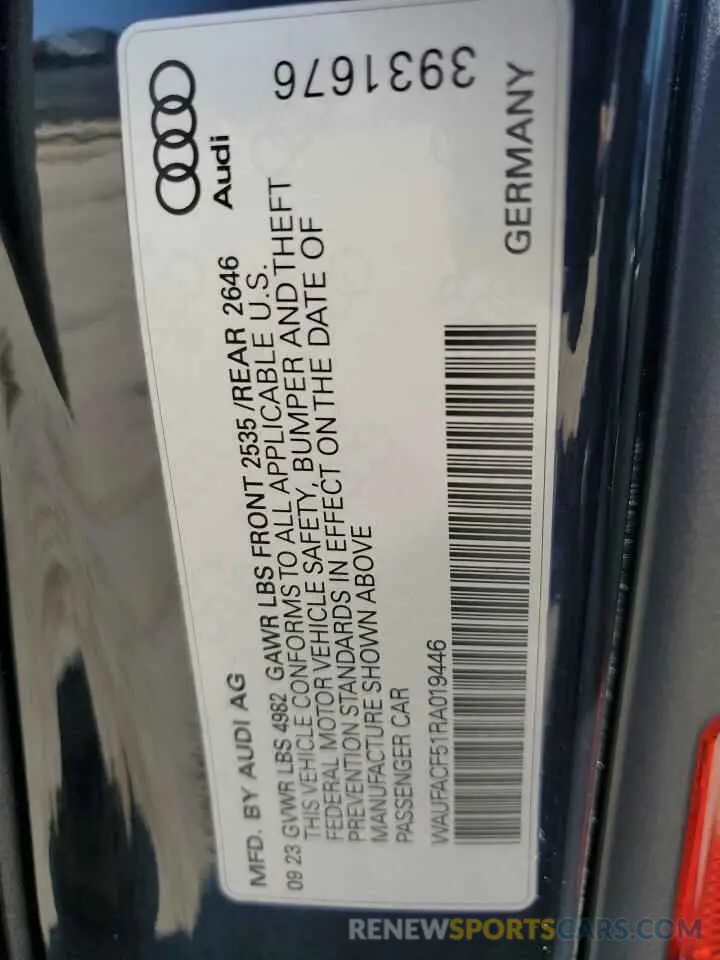 Audi
3931676
MFD. BY AUDI AG
09 23 GVWR LBS 4982 GAWR LBS FRONT 2535 /REAR 2646
THIS VEHICLE CONFORMS TO ALL APPLICABLE U.S.
FEDERAL MOTOR VEHICLE SAFETY, BUMPER AND THEFT
PREVENTION STANDARDS IN EFFECT ON THE DATE OF
MANUFACTURE SHOWN ABOVE
PASSENGER CAR
WAUFACF51RA019446
GERMANY
RENEWSPORTSCARS.COM